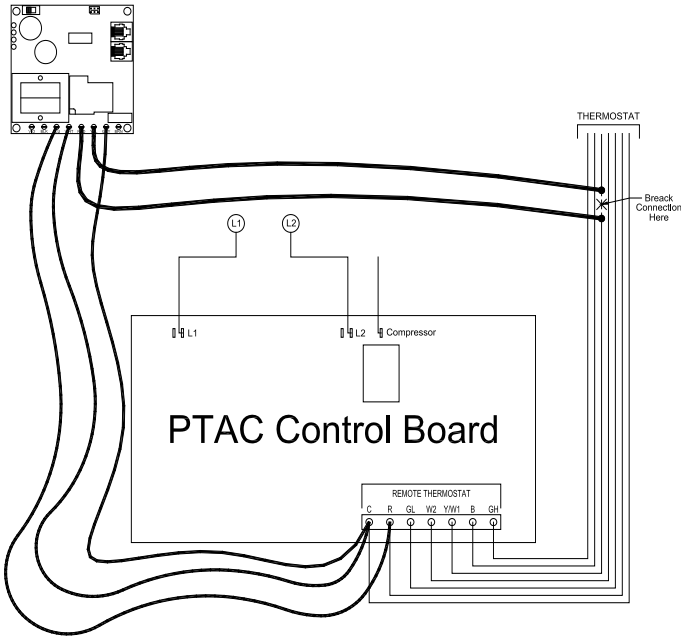 THERMOSTAT
Breack
Connection
Here
L1 L2
L1 L2 Compressor
PTAC Control Board
REMOTE THERMOSTAT
C R GL W2 Y/W1 B GH